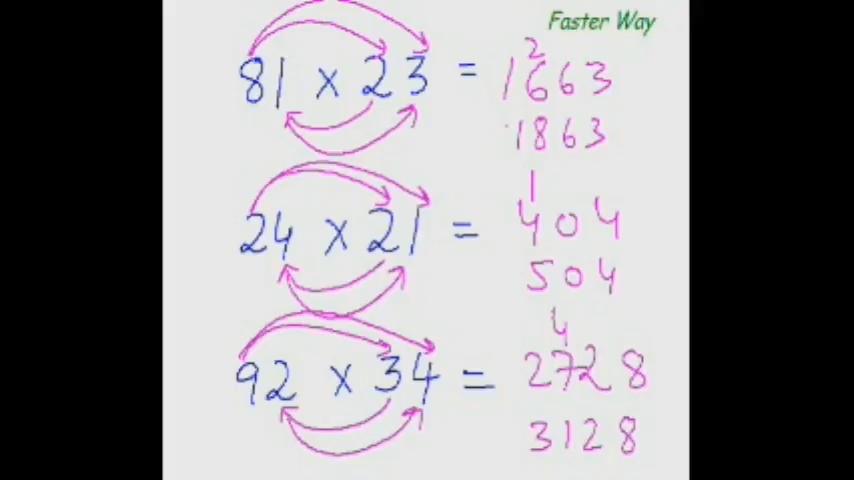 Faster Way
2
81 x 23 = 1663
1863
1
24 x 21 = 404
504
4
92 x 34 = 2728
3128